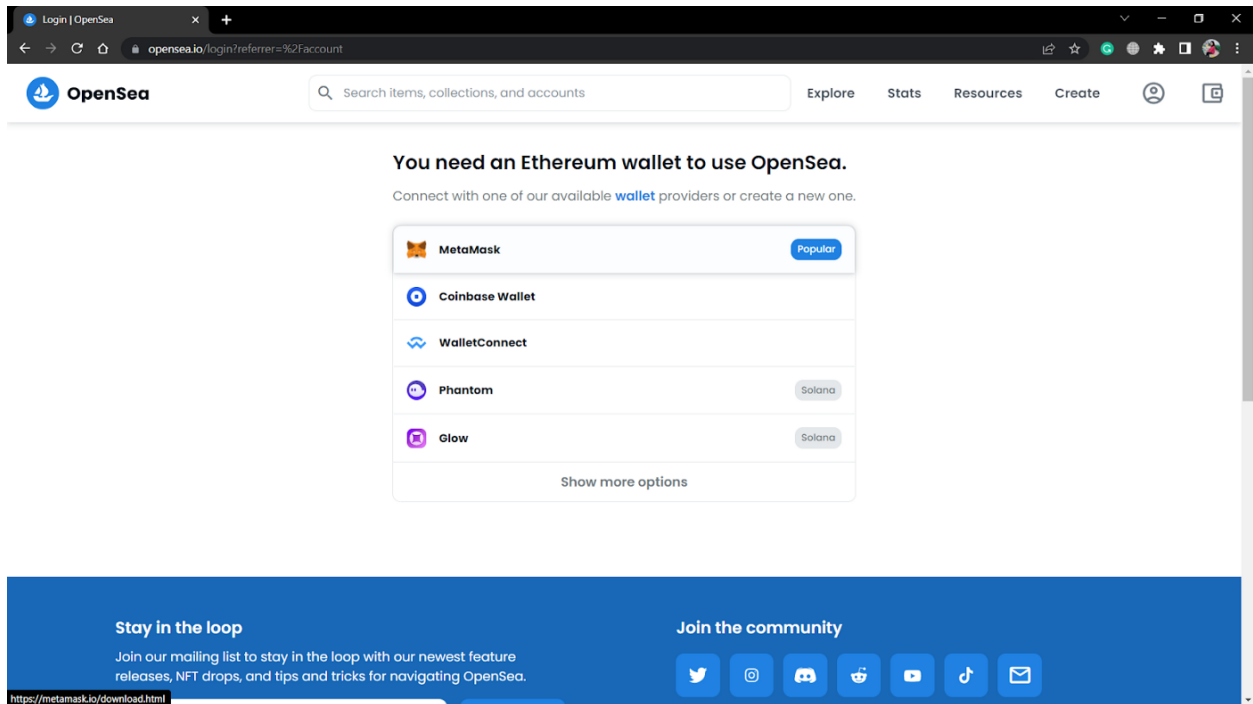 Login | OpenSea
opensea.io/login?referrer=%2Faccount
OpenSea
Search items, collections, and accounts
Explore
Stats
Resources
Create
You need an Ethereum wallet to use OpenSea.
Connect with one of our available wallet providers or create a new one.
MetaMask
Popular
Coinbase Wallet
WalletConnect
Phantom
Solana
Glow
Solana
Show more options
Stay in the loop
Join our mailing list to stay in the loop with our newest feature
releases, NFT drops, and tips and tricks for navigating OpenSea.
Join the community
https://metamask.io/download.html